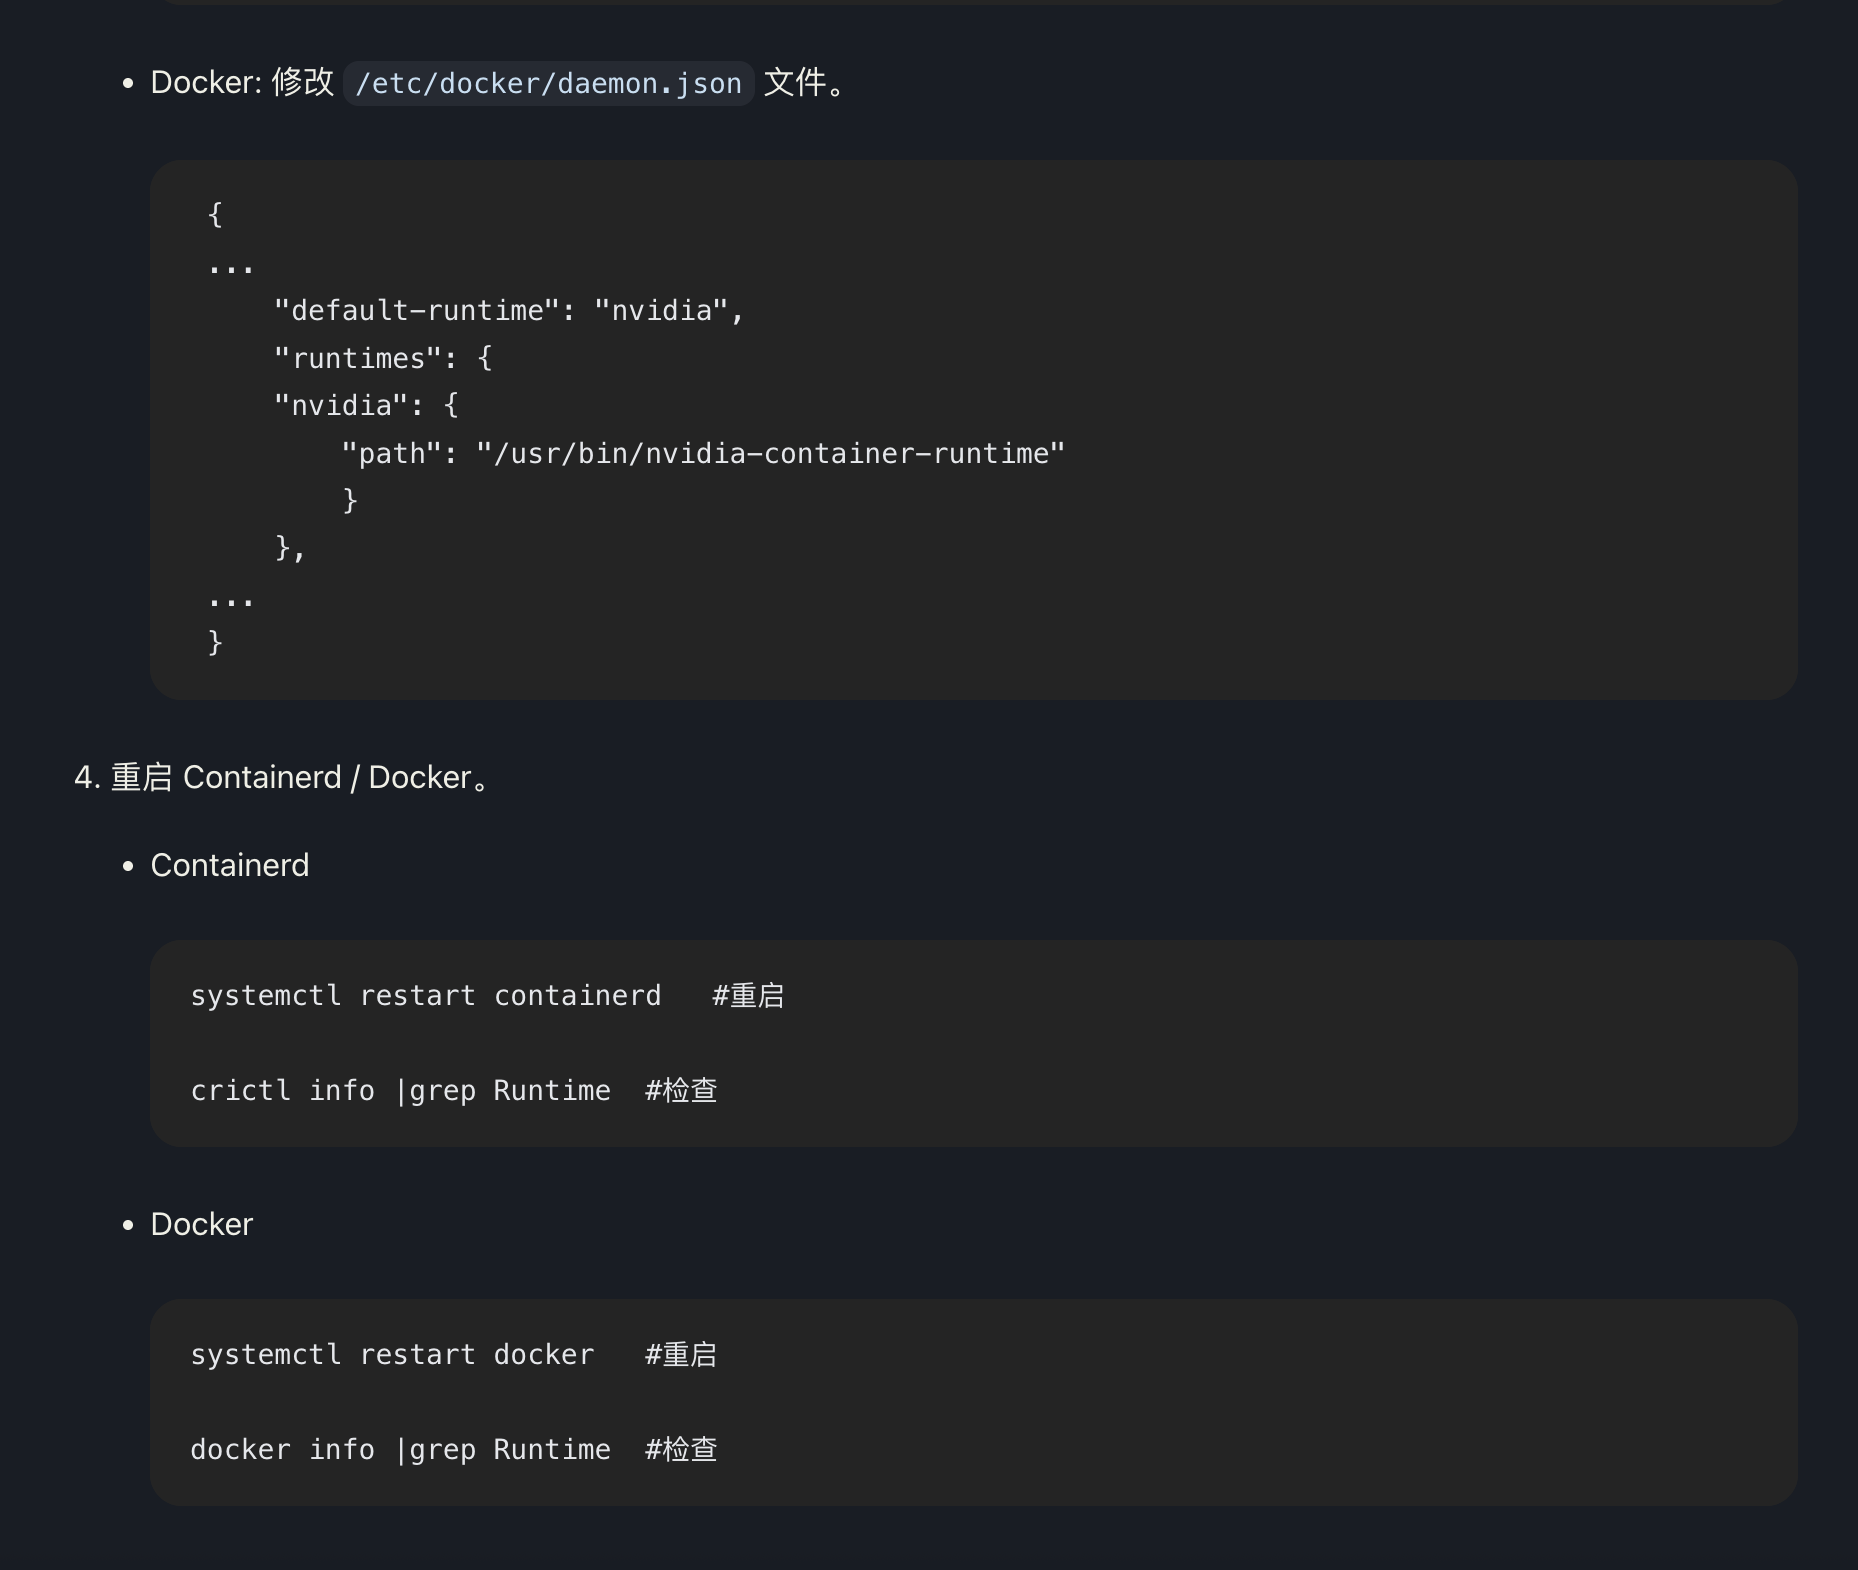 • Docker: 修改 /etc/docker/daemon.json 文件。
{
...
    "default-runtime": "nvidia",
    "runtimes": {
    "nvidia": {
        "path": "/usr/bin/nvidia-container-runtime"
        }
    },
...
}
4. 重启 Containerd / Docker。
• Containerd
systemctl restart containerd   #重启
crictl info |grep Runtime  #检查
• Docker
systemctl restart docker   #重启
docker info |grep Runtime  #检查